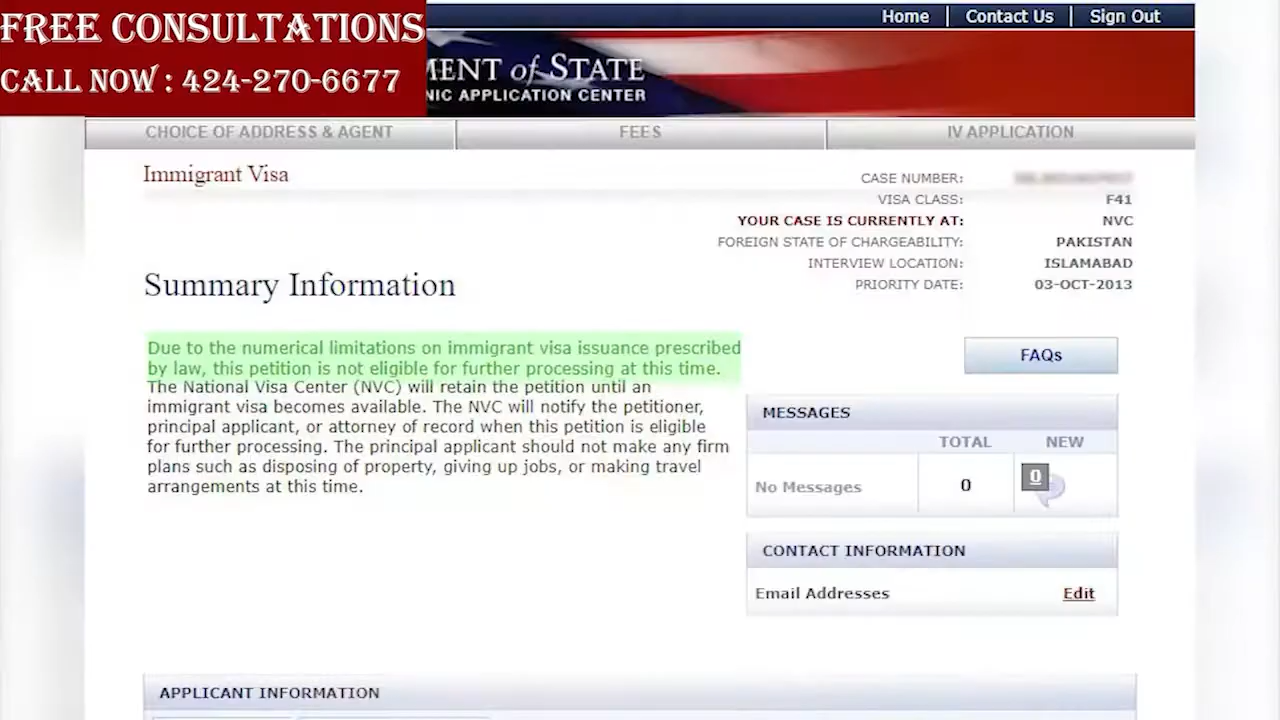 FREE CONSULTATIONS
CALL NOW : 424-270-6677
Home
Contact Us
Sign Out
MENT of STATE
NIC APPLICATION CENTER
CHOICE OF ADDRESS & AGENT
FEES
IV APPLICATION
Immigrant Visa
CASE NUMBER:
VISA CLASS: F41
YOUR CASE IS CURRENTLY AT: NVC
FOREIGN STATE OF CHARGEABILITY: PAKISTAN
INTERVIEW LOCATION: ISLAMABAD
PRIORITY DATE: 03-OCT-2013
Summary Information
Due to the numerical limitations on immigrant visa issuance prescribed
by law, this petition is not eligible for further processing at this time.
The National Visa Center (NVC) will retain the petition until an
immigrant visa becomes available. The NVC will notify the petitioner,
principal applicant, or attorney of record when this petition is eligible
for further processing. The principal applicant should not make any firm
plans such as disposing of property, giving up jobs, or making travel
arrangements at this time.
FAQs
MESSAGES
TOTAL NEW
No Messages 0 0
CONTACT INFORMATION
Email Addresses Edit
APPLICANT INFORMATION